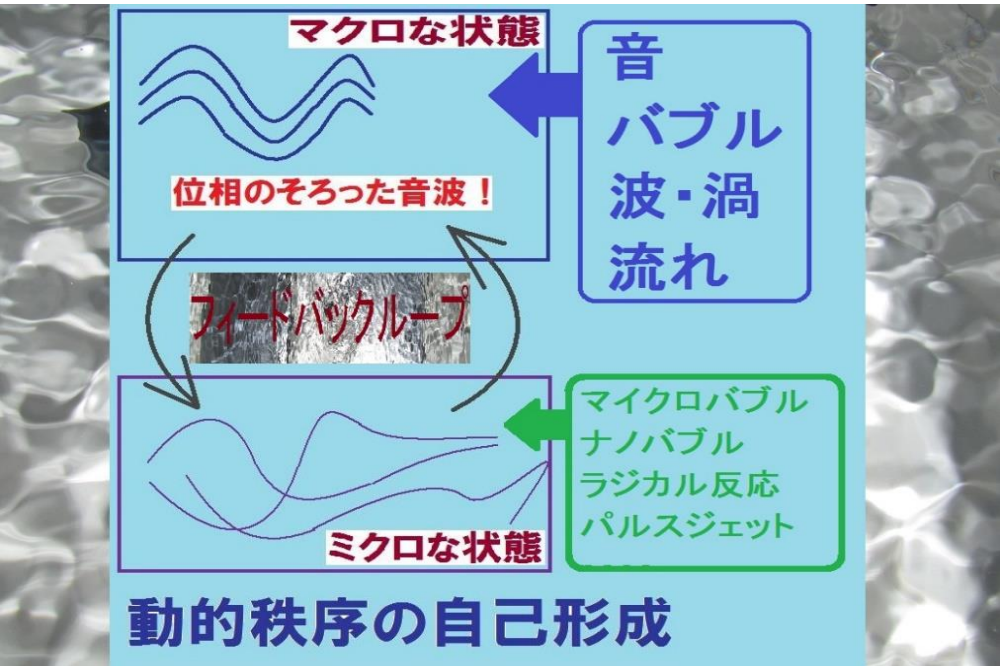 マクロな状態
音
バブル
波・渦
流れ
位相のそろった音波！
フィードバックループ
マイクロバブル
ナノバブル
ラジカル反応
パルスジェット
ミクロな状態
動的秩序の自己形成